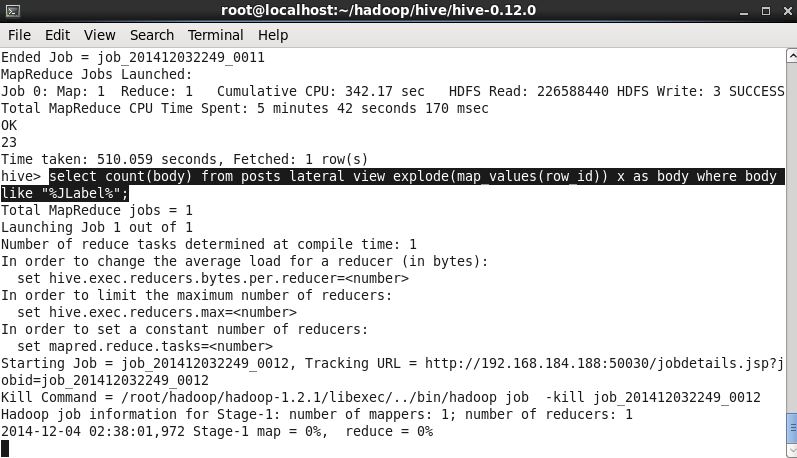 root@localhost:~/hadoop/hive/hive-0.12.0
File Edit View Search Terminal Help
Ended Job = job_201412032249_0011
MapReduce Jobs Launched:
Job 0: Map: 1  Reduce: 1   Cumulative CPU: 342.17 sec   HDFS Read: 226588440 HDFS Write: 3 SUCCESS
Total MapReduce CPU Time Spent: 5 minutes 42 seconds 170 msec
OK
23
Time taken: 510.059 seconds, Fetched: 1 row(s)
hive> select count(body) from posts lateral view explode(map_values(row_id)) x as body where body
like "%JLabel%";
Total MapReduce jobs = 1
Launching Job 1 out of 1
Number of reduce tasks determined at compile time: 1
In order to change the average load for a reducer (in bytes):
  set hive.exec.reducers.bytes.per.reducer=<number>
In order to limit the maximum number of reducers:
  set hive.exec.reducers.max=<number>
In order to set a constant number of reducers:
  set mapred.reduce.tasks=<number>
Starting Job = job_201412032249_0012, Tracking URL = http://192.168.184.188:50030/jobdetails.jsp?j
obid=job_201412032249_0012
Kill Command = /root/hadoop/hadoop-1.2.1/libexec/../bin/hadoop job  -kill job_201412032249_0012
Hadoop job information for Stage-1: number of mappers: 1; number of reducers: 1
2014-12-04 02:38:01,972 Stage-1 map = 0%,  reduce = 0%